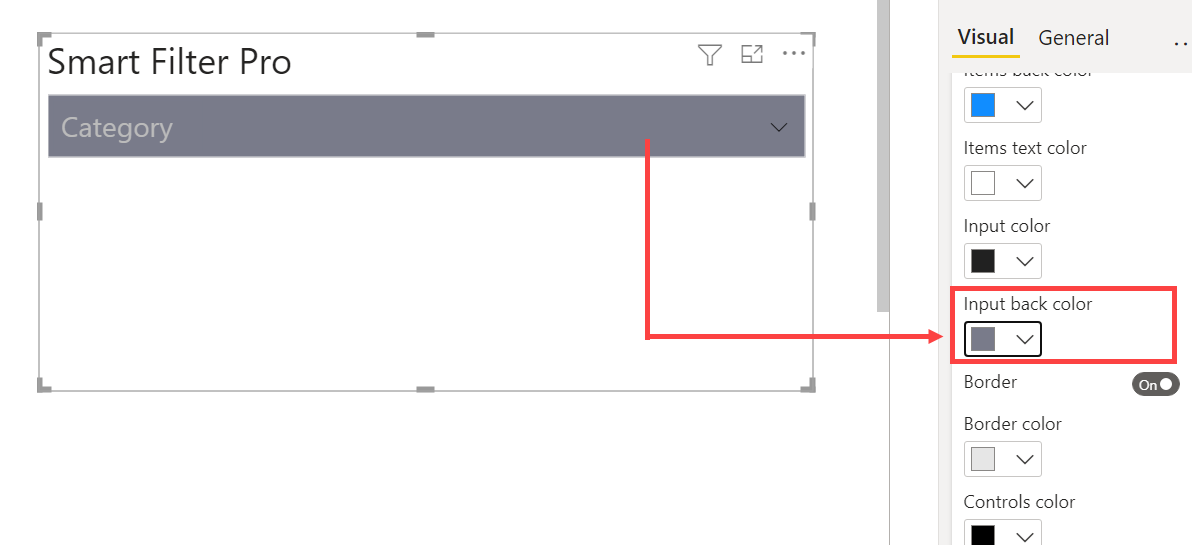 Smart Filter Pro
Category
Visual
General
Items back color
Items text color
Input color
Input back color
Border
On
Border color
Controls color